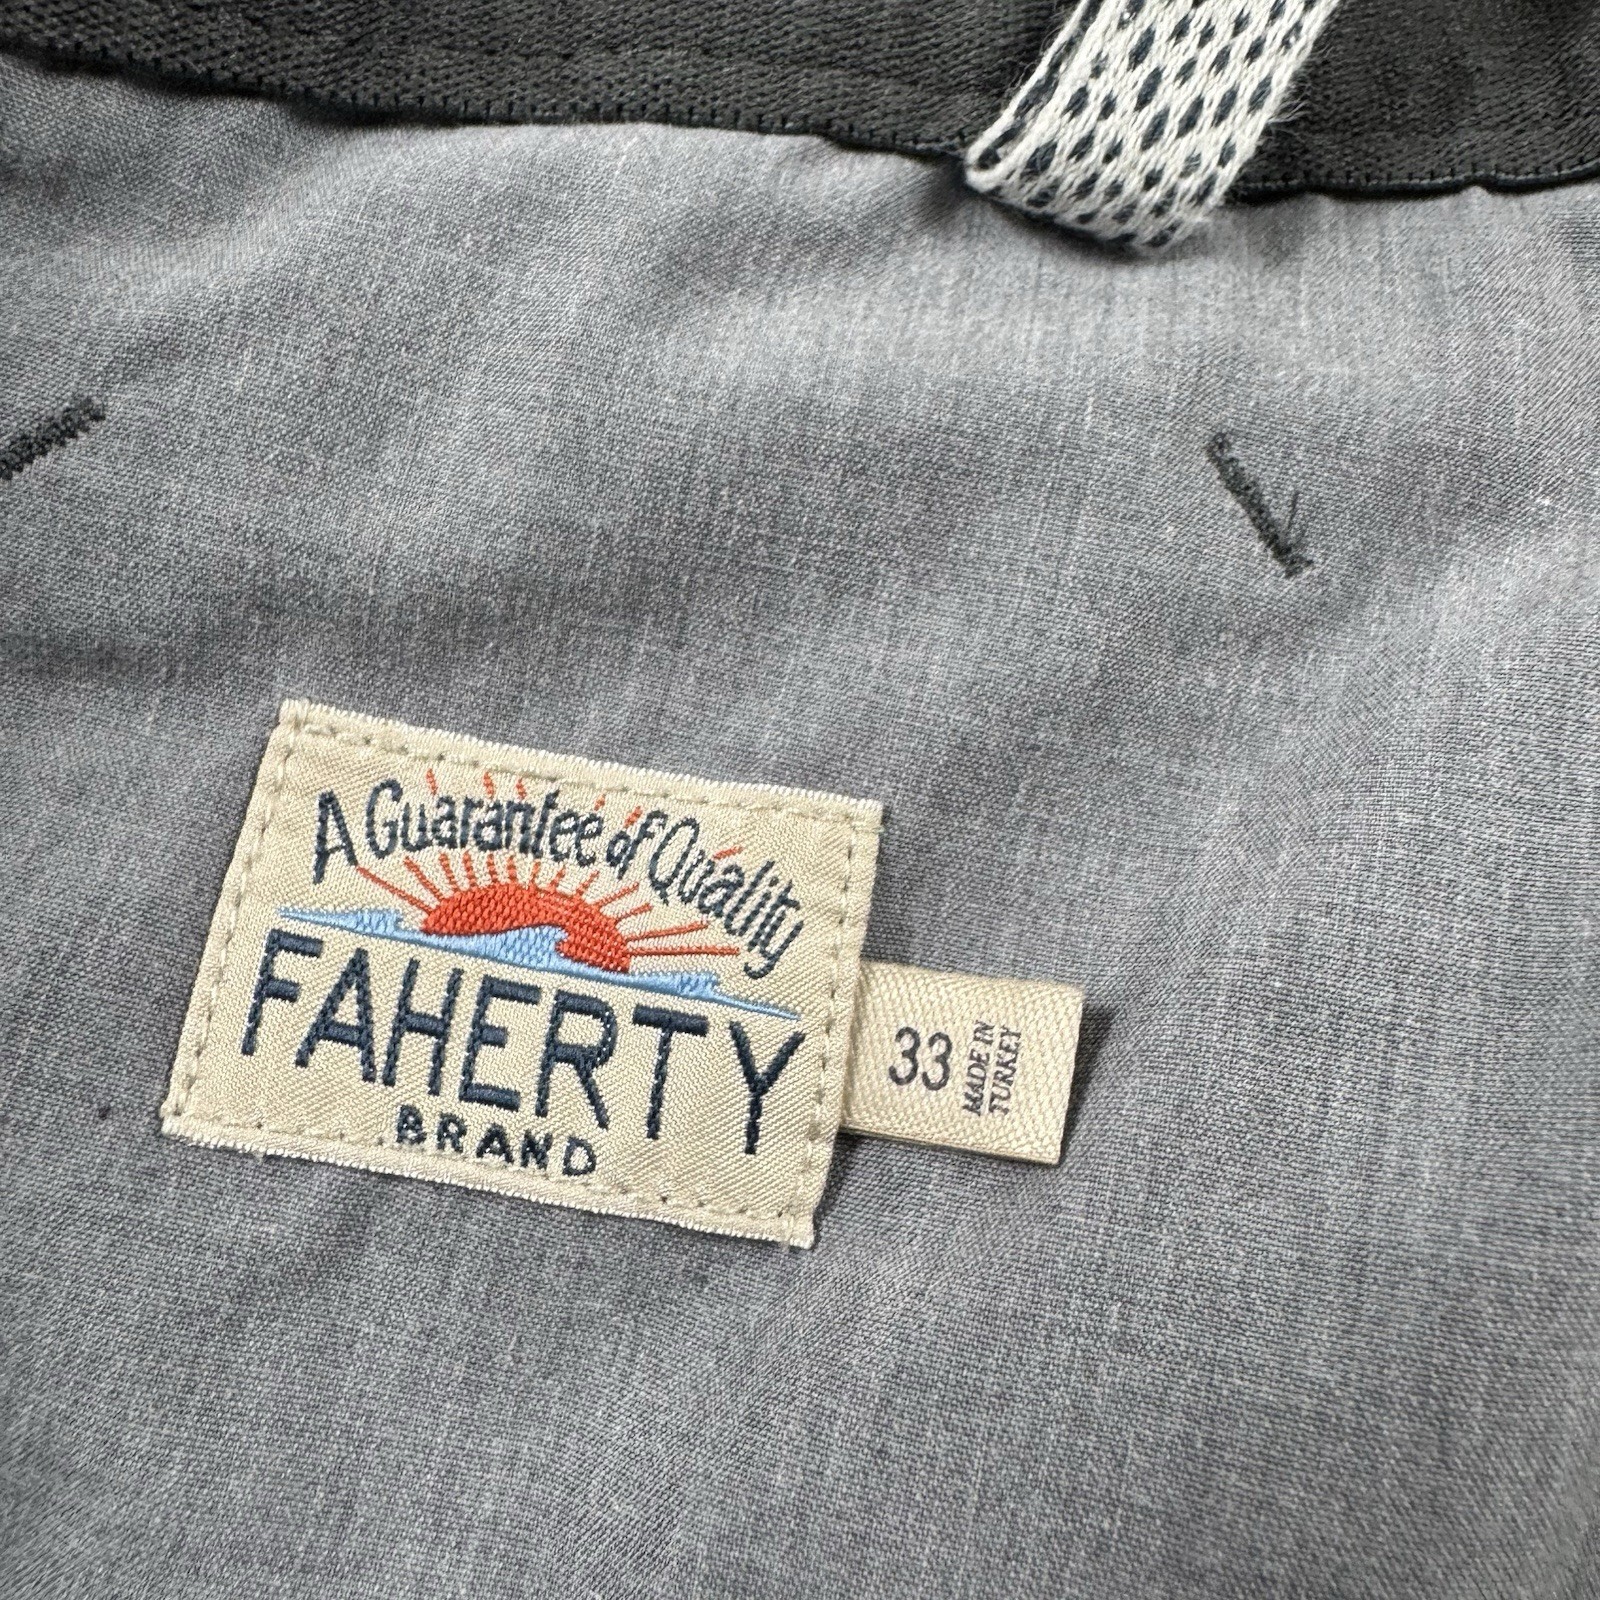 A Guarantee of Quality
FAHERTY
BRAND
33
MADE IN
TURKEY